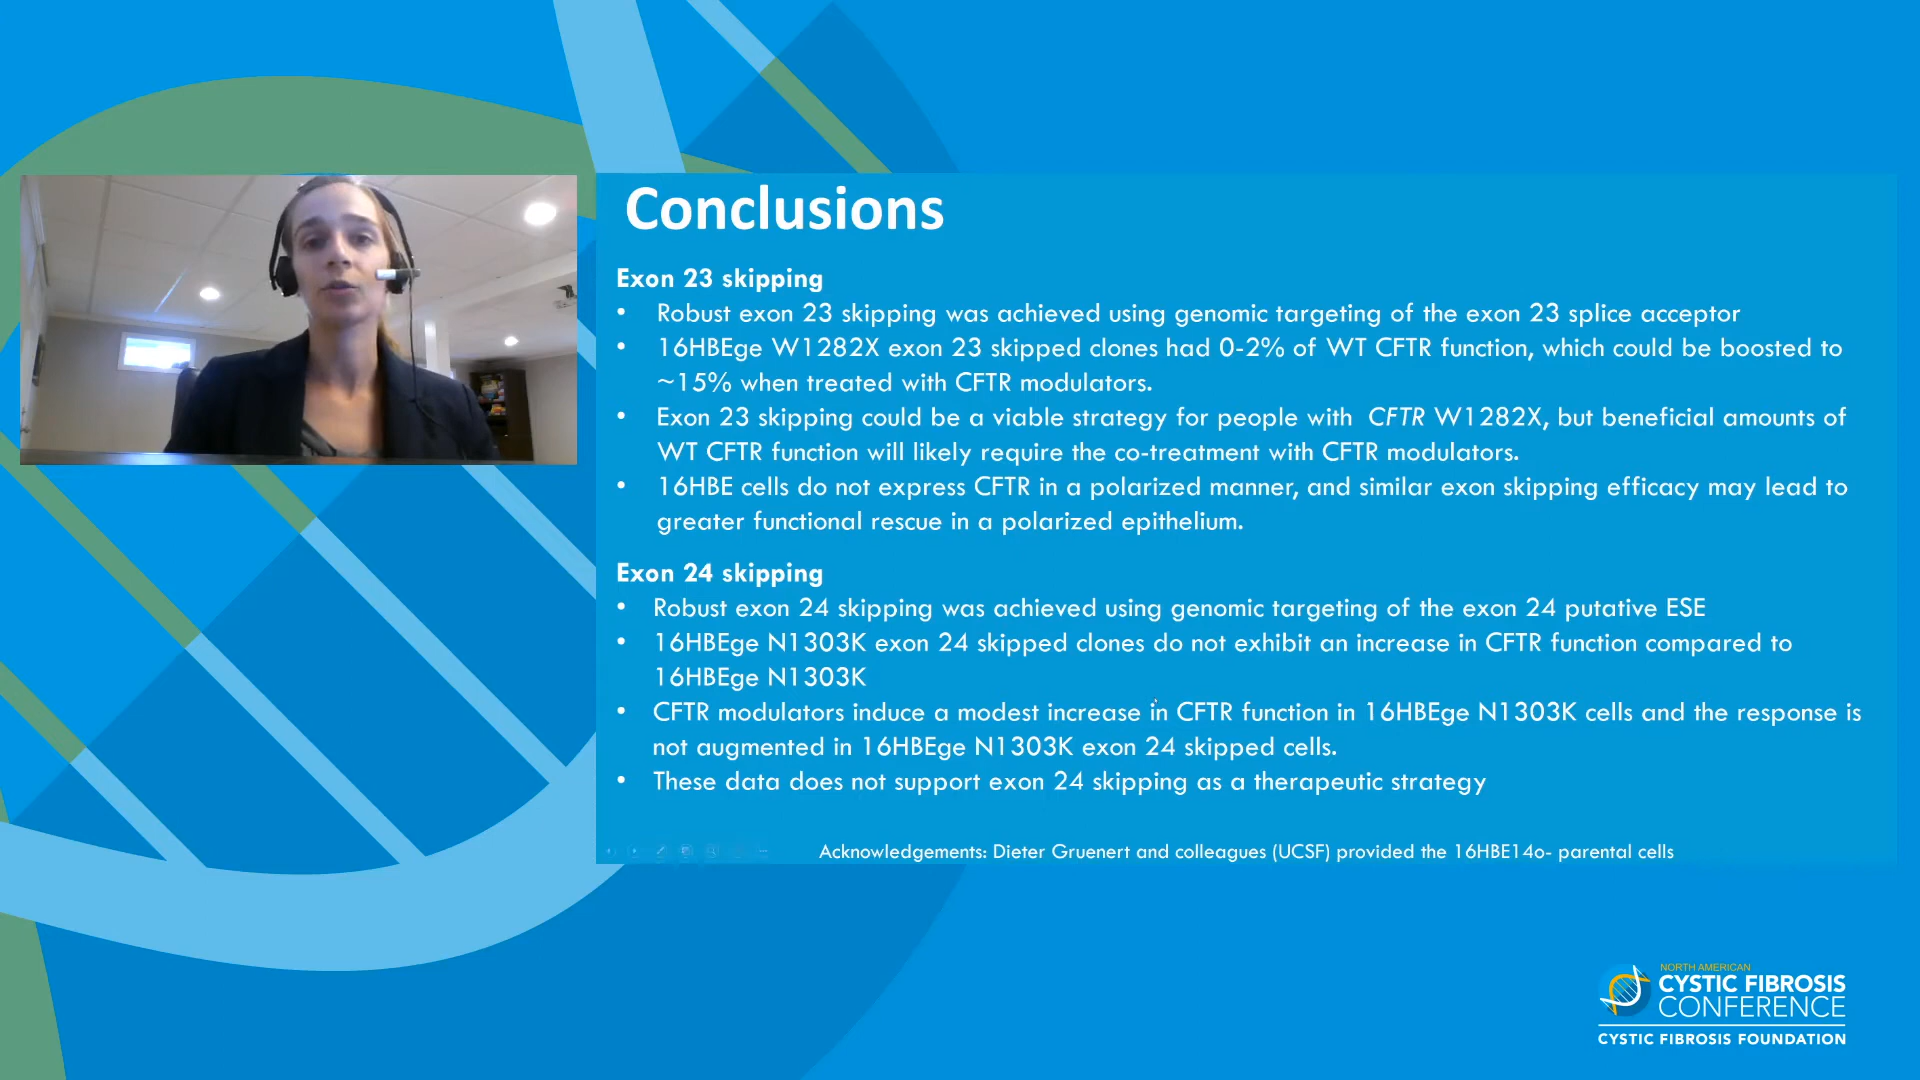 Conclusions
Exon 23 skipping
• Robust exon 23 skipping was achieved using genomic targeting of the exon 23 splice acceptor
• 16HBEge W1282X exon 23 skipped clones had 0-2% of WT CFTR function, which could be boosted to
~15% when treated with CFTR modulators.
• Exon 23 skipping could be a viable strategy for people with CFTR W1282X, but beneficial amounts of
WT CFTR function will likely require the co-treatment with CFTR modulators.
• 16HBE cells do not express CFTR in a polarized manner, and similar exon skipping efficacy may lead to
greater functional rescue in a polarized epithelium.
Exon 24 skipping
• Robust exon 24 skipping was achieved using genomic targeting of the exon 24 putative ESE
• 16HBEge N1303K exon 24 skipped clones do not exhibit an increase in CFTR function compared to
16HBEge N1303K
• CFTR modulators induce a modest increase in CFTR function in 16HBEge N1303K cells and the response is
not augmented in 16HBEge N1303K exon 24 skipped cells.
• These data does not support exon 24 skipping as a therapeutic strategy
Acknowledgements: Dieter Gruenert and colleagues (UCSF) provided the 16HBE14o- parental cells
NORTH AMERICAN
CYSTIC FIBROSIS
CONFERENCE
CYSTIC FIBROSIS FOUNDATION